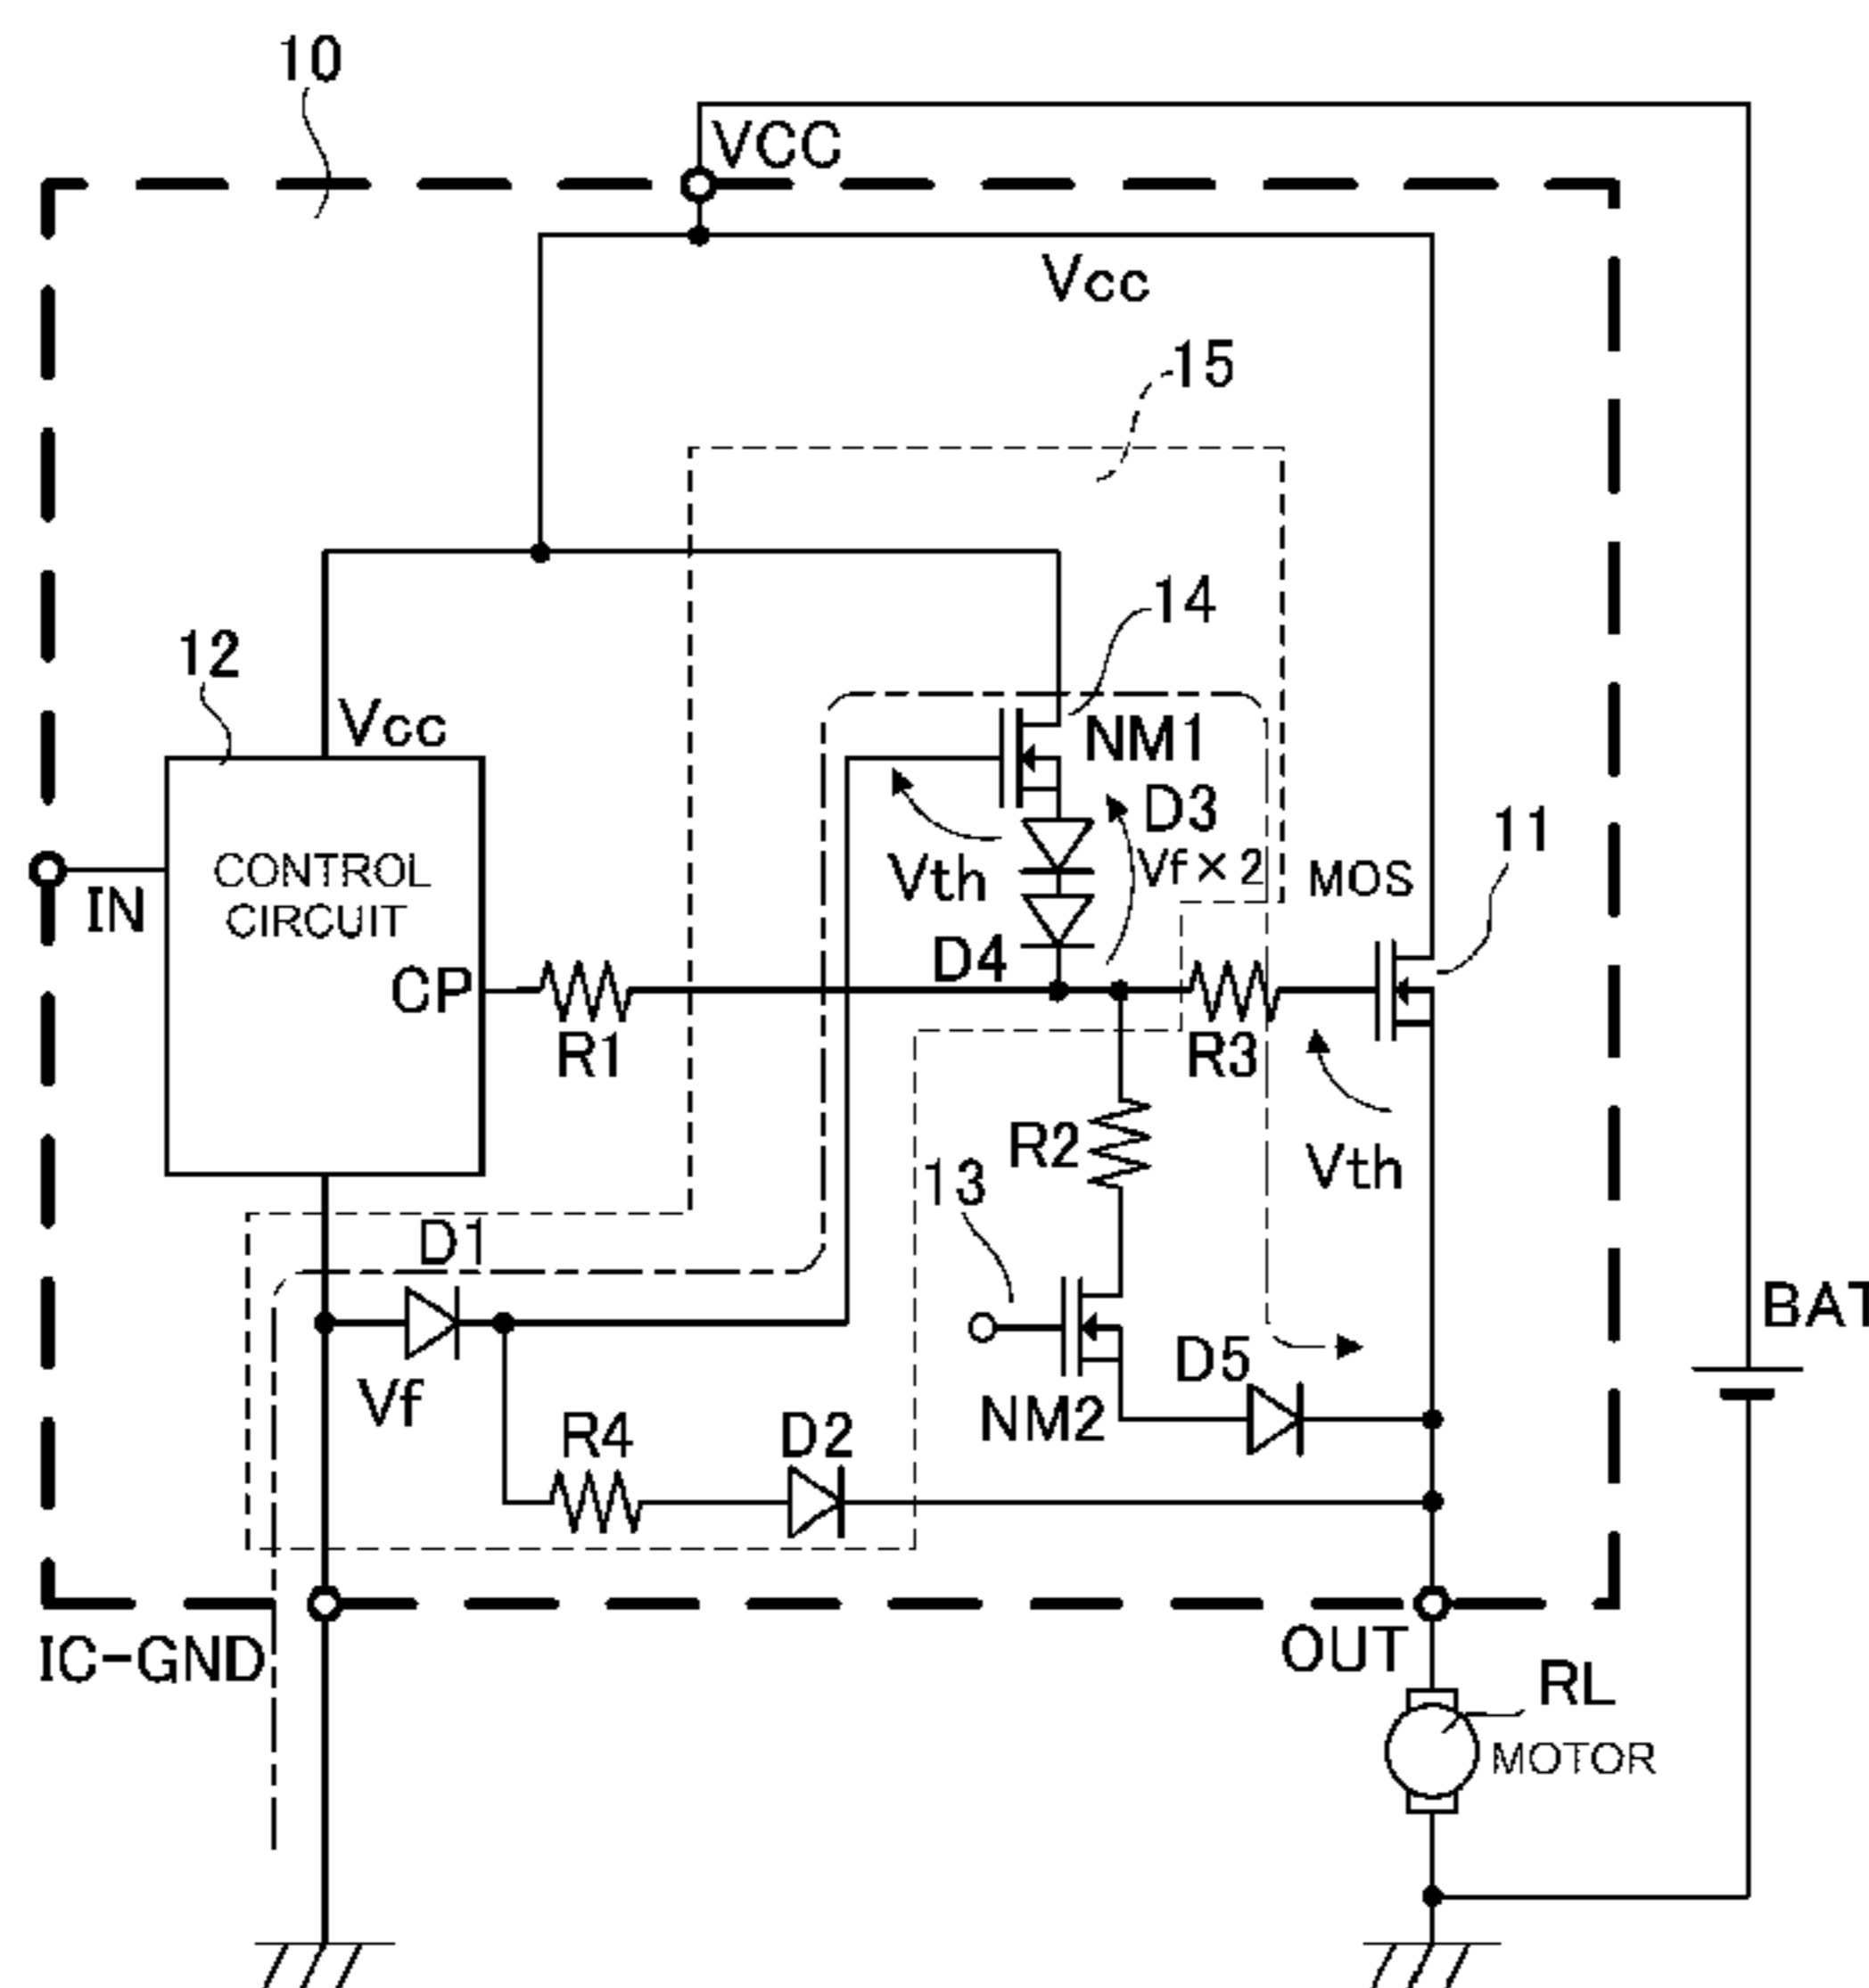 10
VCC
Vcc
15
14
12
Vcc
NM1
D3
11
Vth
Vf×2
MOS
CONTROL
CIRCUIT
IN
D4
CP
R1
R3
R2
Vth
13
D1
BAT
D5
Vf
NM2
R4
D2
IC-GND
OUT
RL
MOTOR